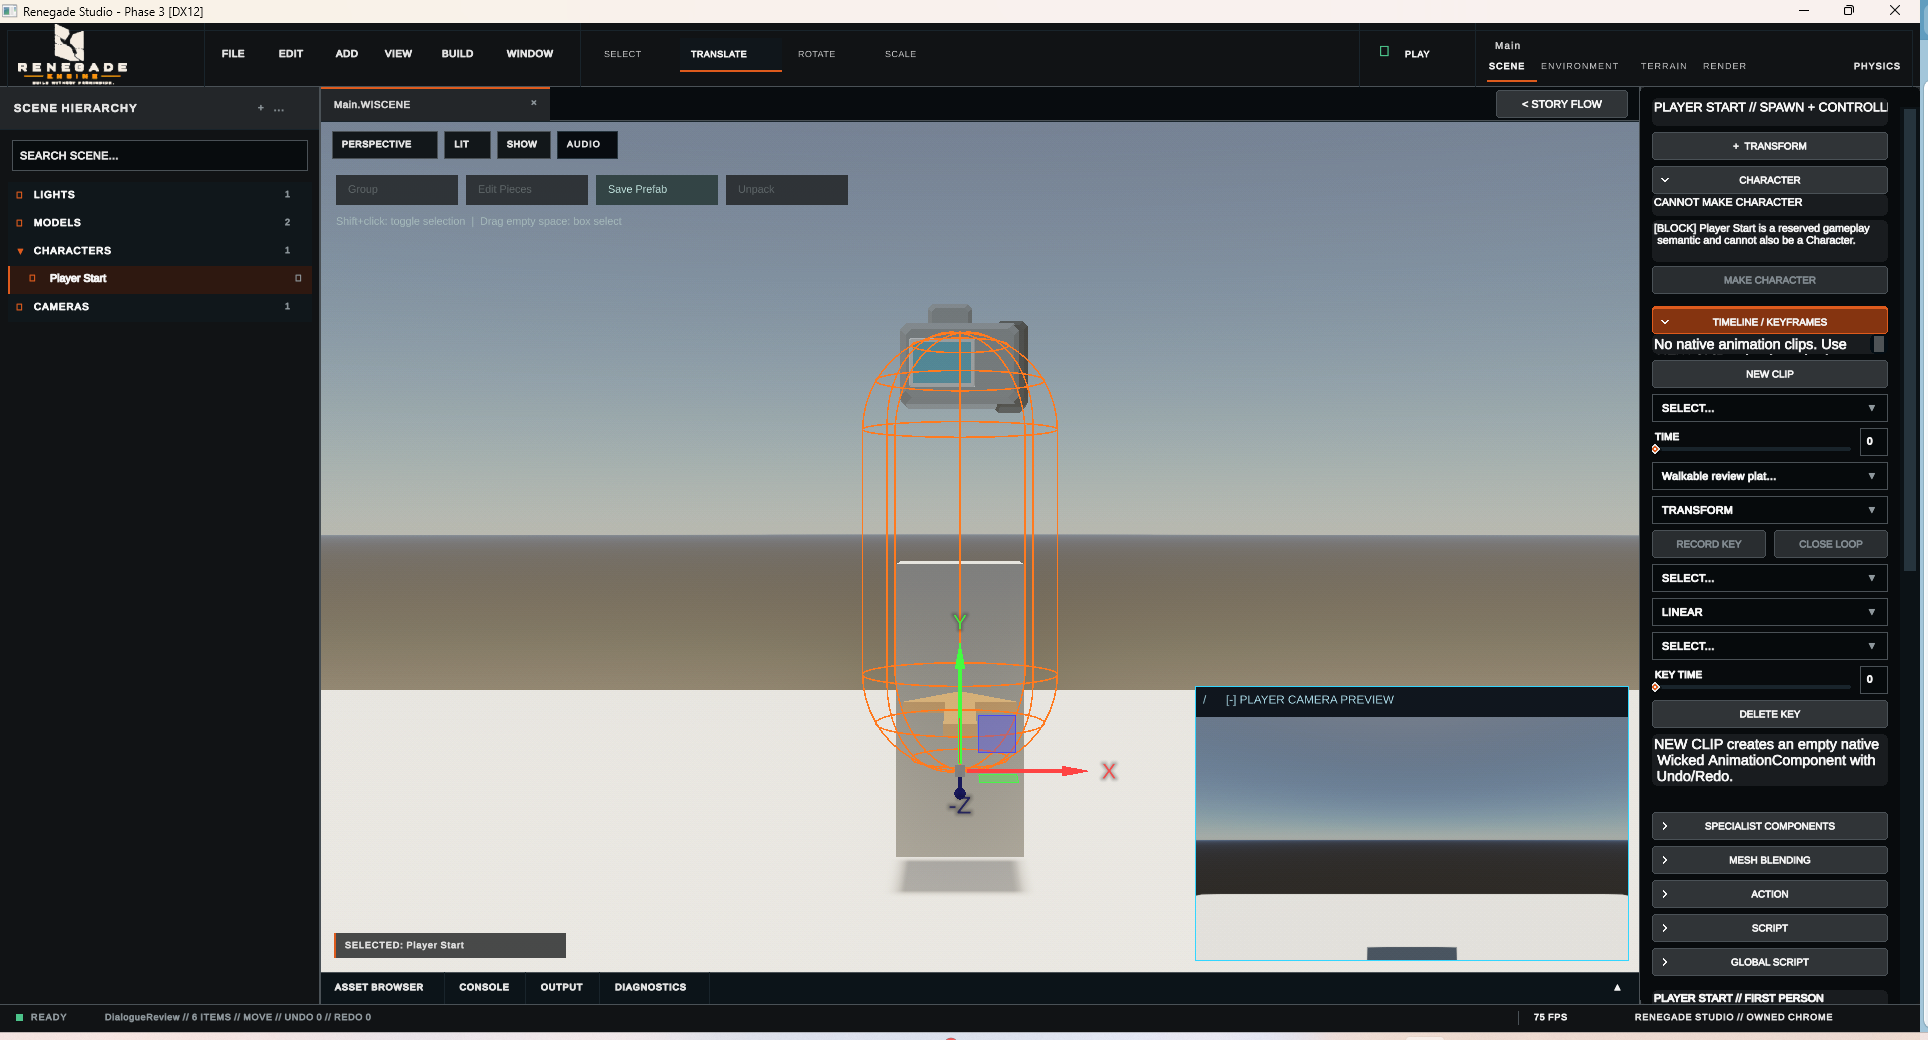 Renegade Studio - Phase 3 [DX12]
RENEGADE
ENGINE
FILE EDIT ADD VIEW BUILD WINDOW SELECT TRANSLATE ROTATE SCALE PLAY
Main
SCENE ENVIRONMENT TERRAIN RENDER PHYSICS
SCENE HIERARCHY + ...
SEARCH SCENE...
LIGHTS 1
MODELS 2
CHARACTERS 1
Player Start
CAMERAS 1
Main.WISCENE ×
< STORY FLOW
PERSPECTIVE LIT SHOW AUDIO
Group Edit Pieces Save Prefab Unpack
Shift+click: toggle selection | Drag empty space: box select
Y
X
-Z
/ [-] PLAYER CAMERA PREVIEW
SELECTED: Player Start
PLAYER START // SPAWN + CONTROLL
+ TRANSFORM
CHARACTER
CANNOT MAKE CHARACTER
[BLOCK] Player Start is a reserved gameplay
semantic and cannot also be a Character.
MAKE CHARACTER
TIMELINE / KEYFRAMES
No native animation clips. Use
NEW CLIP
SELECT...
TIME 0
Walkable review plat...
TRANSFORM
RECORD KEY CLOSE LOOP
SELECT...
LINEAR
SELECT...
KEY TIME 0
DELETE KEY
NEW CLIP creates an empty native
Wicked AnimationComponent with
Undo/Redo.
SPECIALIST COMPONENTS
MESH BLENDING
ACTION
SCRIPT
GLOBAL SCRIPT
PLAYER START // FIRST PERSON
ASSET BROWSER CONSOLE OUTPUT DIAGNOSTICS
READY DialogueReview // 6 ITEMS // MOVE // UNDO 0 // REDO 0 75 FPS RENEGADE STUDIO // OWNED CHROME